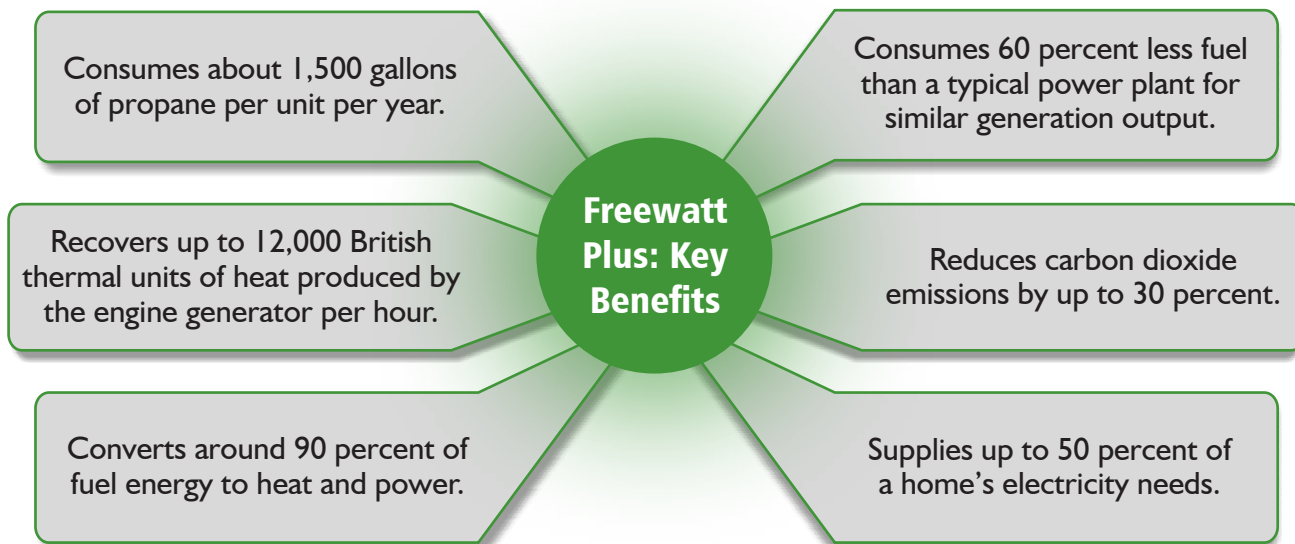 Consumes about 1,500 gallons
of propane per unit per year.
Consumes 60 percent less fuel
than a typical power plant for
similar generation output.
Freewatt
Plus: Key
Benefits
Recovers up to 12,000 British
thermal units of heat produced by
the engine generator per hour.
Reduces carbon dioxide
emissions by up to 30 percent.
Converts around 90 percent of
fuel energy to heat and power.
Supplies up to 50 percent of
a home's electricity needs.